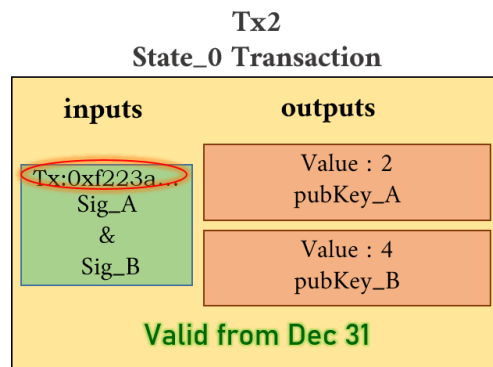 Tx2
State_0 Transaction
inputs
outputs
Tx:0xf223a...
Sig_A
&
Sig_B
Value : 2
pubKey_A
Value : 4
pubKey_B
Valid from Dec 31